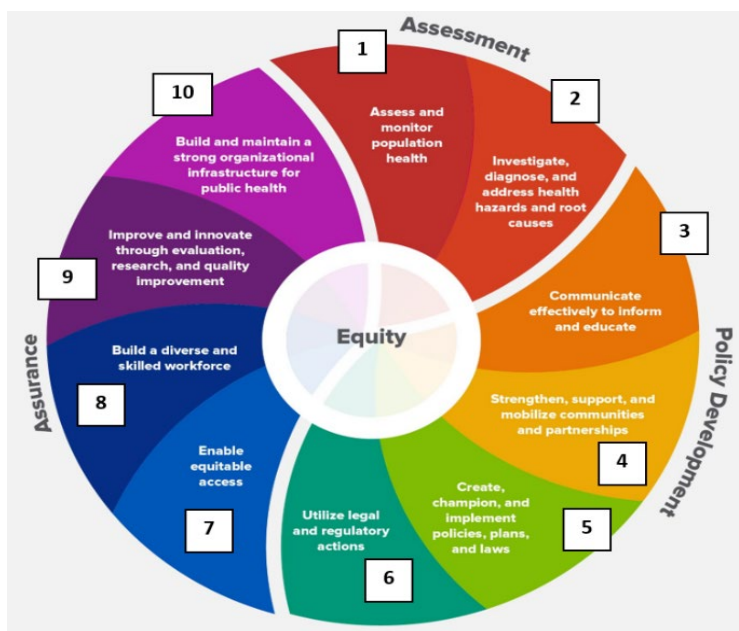 Assessment
1
Assess and
monitor
population
health
2
Investigate,
diagnose, and
address health
hazards and root
causes
3
Communicate
effectively to inform
and educate
Policy Development
Strengthen, support, and
mobilize communities
and partnerships
4
Create,
champion, and
implement
policies, plans,
and laws
5
Utilize legal
and regulatory
actions
6
Enable
equitable
access
7
Assurance
Build a diverse and
skilled workforce
8
Improve and innovate
through evaluation,
research, and quality
improvement
9
10
Build and maintain a
strong organizational
infrastructure for
public health
Equity